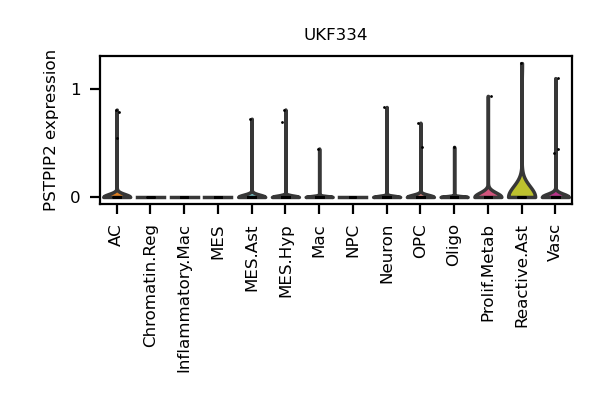 UKF334
PSTPIP2 expression
1
0
AC
Chromatin.Reg
Inflammatory.Mac
MES
MES.Ast
MES.Hyp
Mac
NPC
Neuron
OPC
Oligo
Prolif.Metab
Reactive.Ast
Vasc